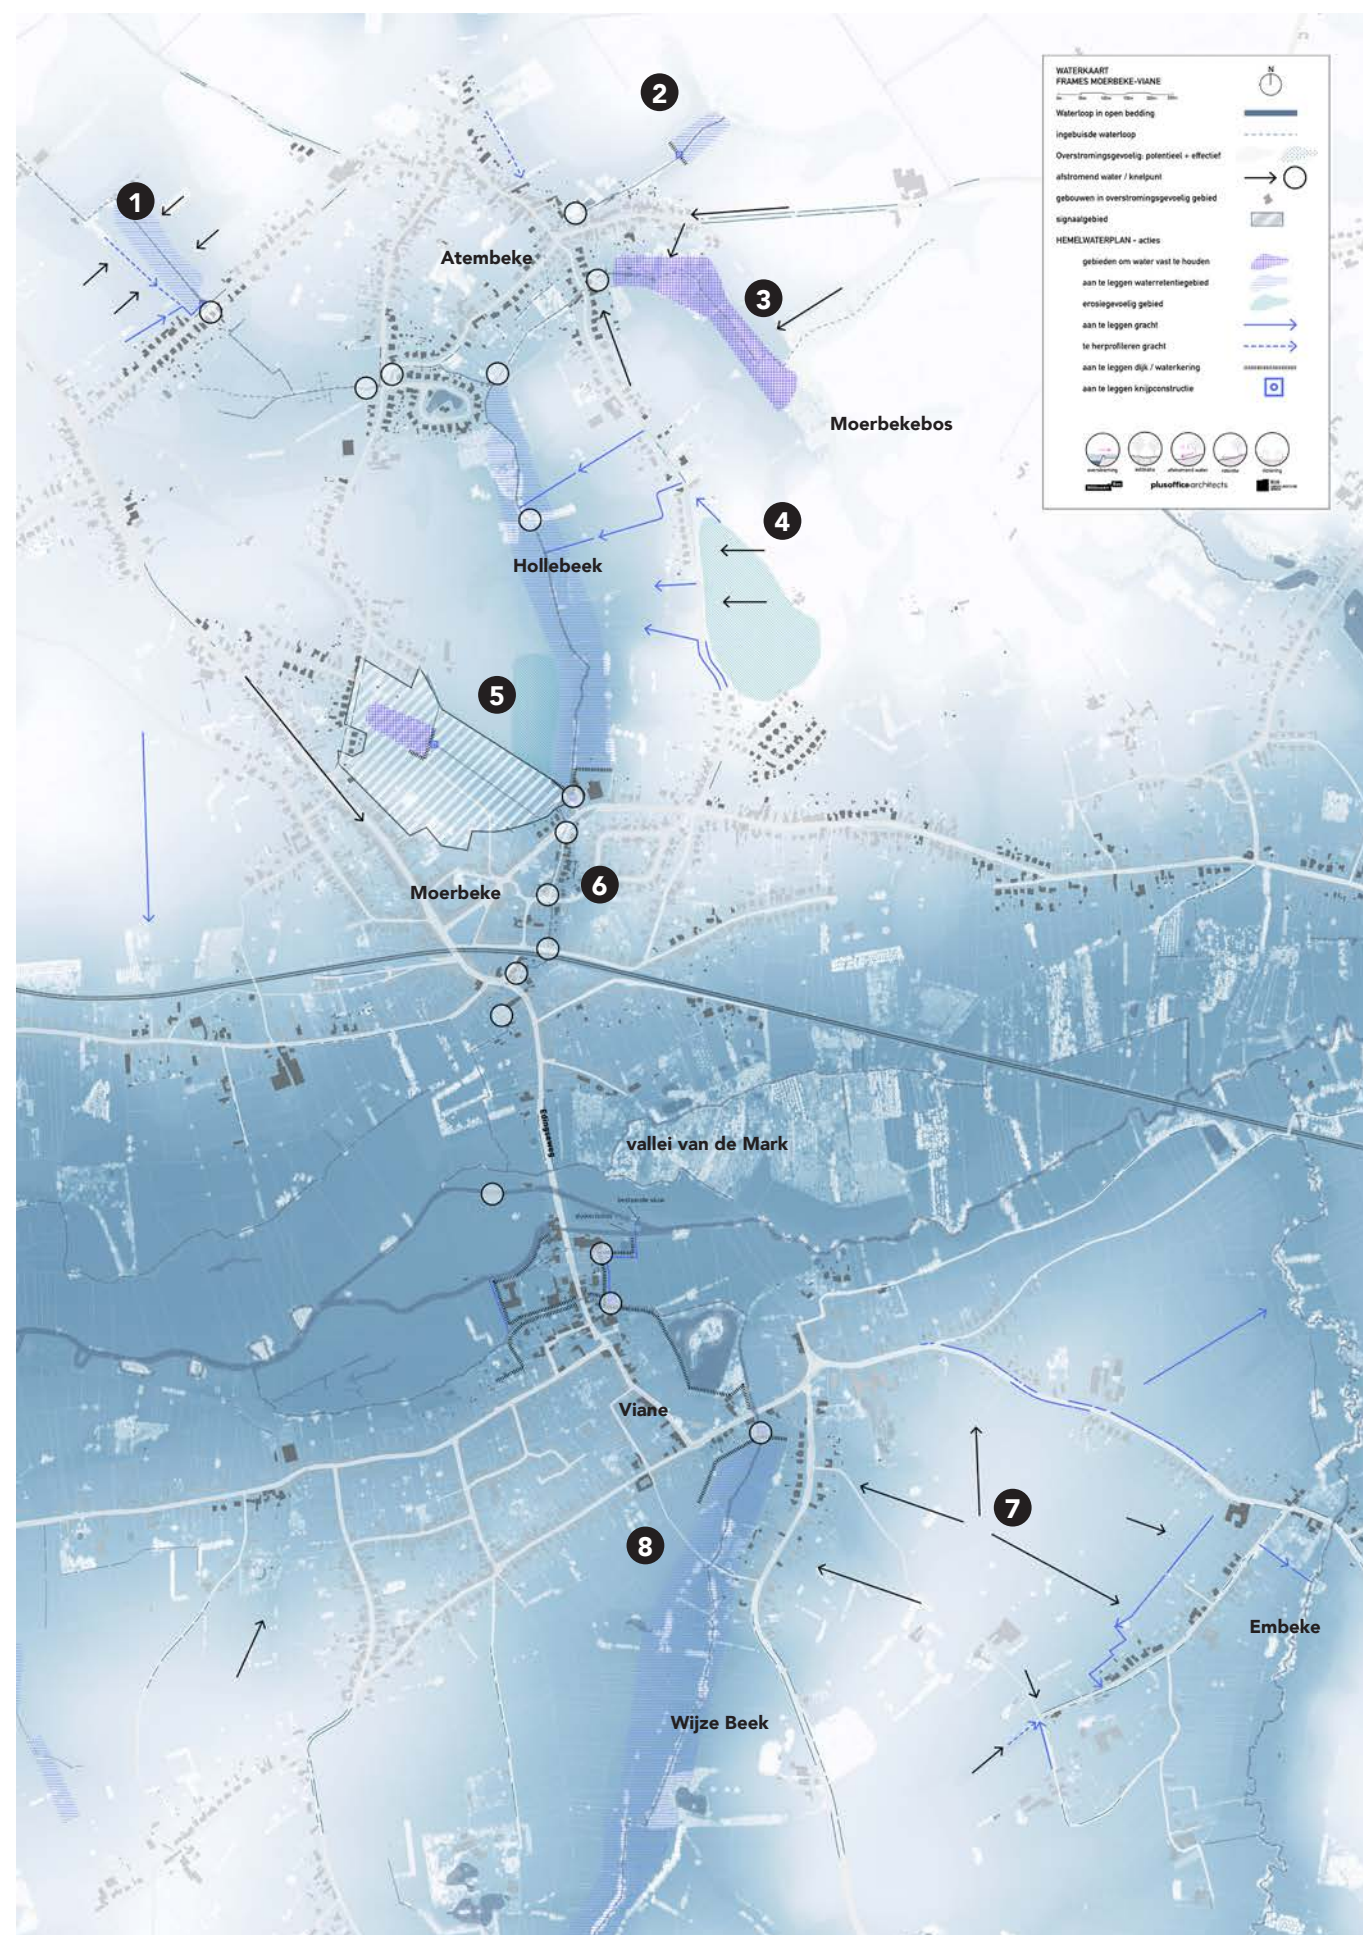 WATERKAART
FRAMES MOERBEKE-VIANE
N
Waterloop in open bedding
ingebuisde waterloop
Overstromingsgevoelig: potentieel + effectief
afstromend water / knelpunt
gebouwen in overstromingsgevoelig gebied
signaalgebied
HEMELWATERPLAN - acties
gebieden om water vast te houden
aan te leggen waterretentiegebied
erosiegevoelig gebied
aan te leggen gracht
te herprofileren gracht
aan te leggen dijk / waterkering
aan te leggen knijpconstructie
afstromend water
plusofficearchitects
2
1
Atembeke
3
Moerbekebos
4
Hollebeek
5
Moerbeke
6
Edingseweg
vallei van de Mark
Viane
7
8
Embeke
Wijze Beek